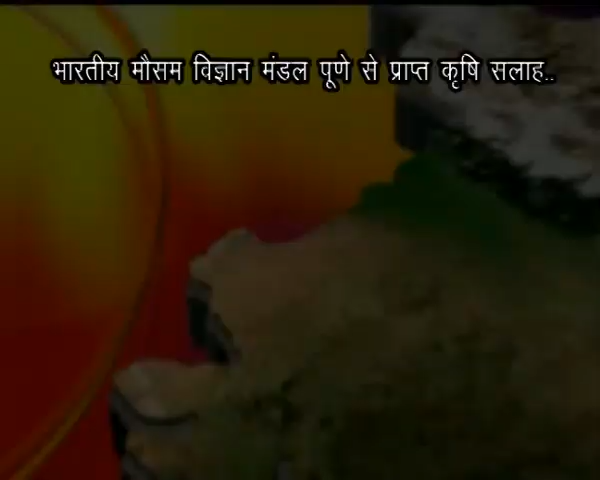 भारतीय मौसम विज्ञान मंडल पूणे से प्राप्त कृषि सलाह..